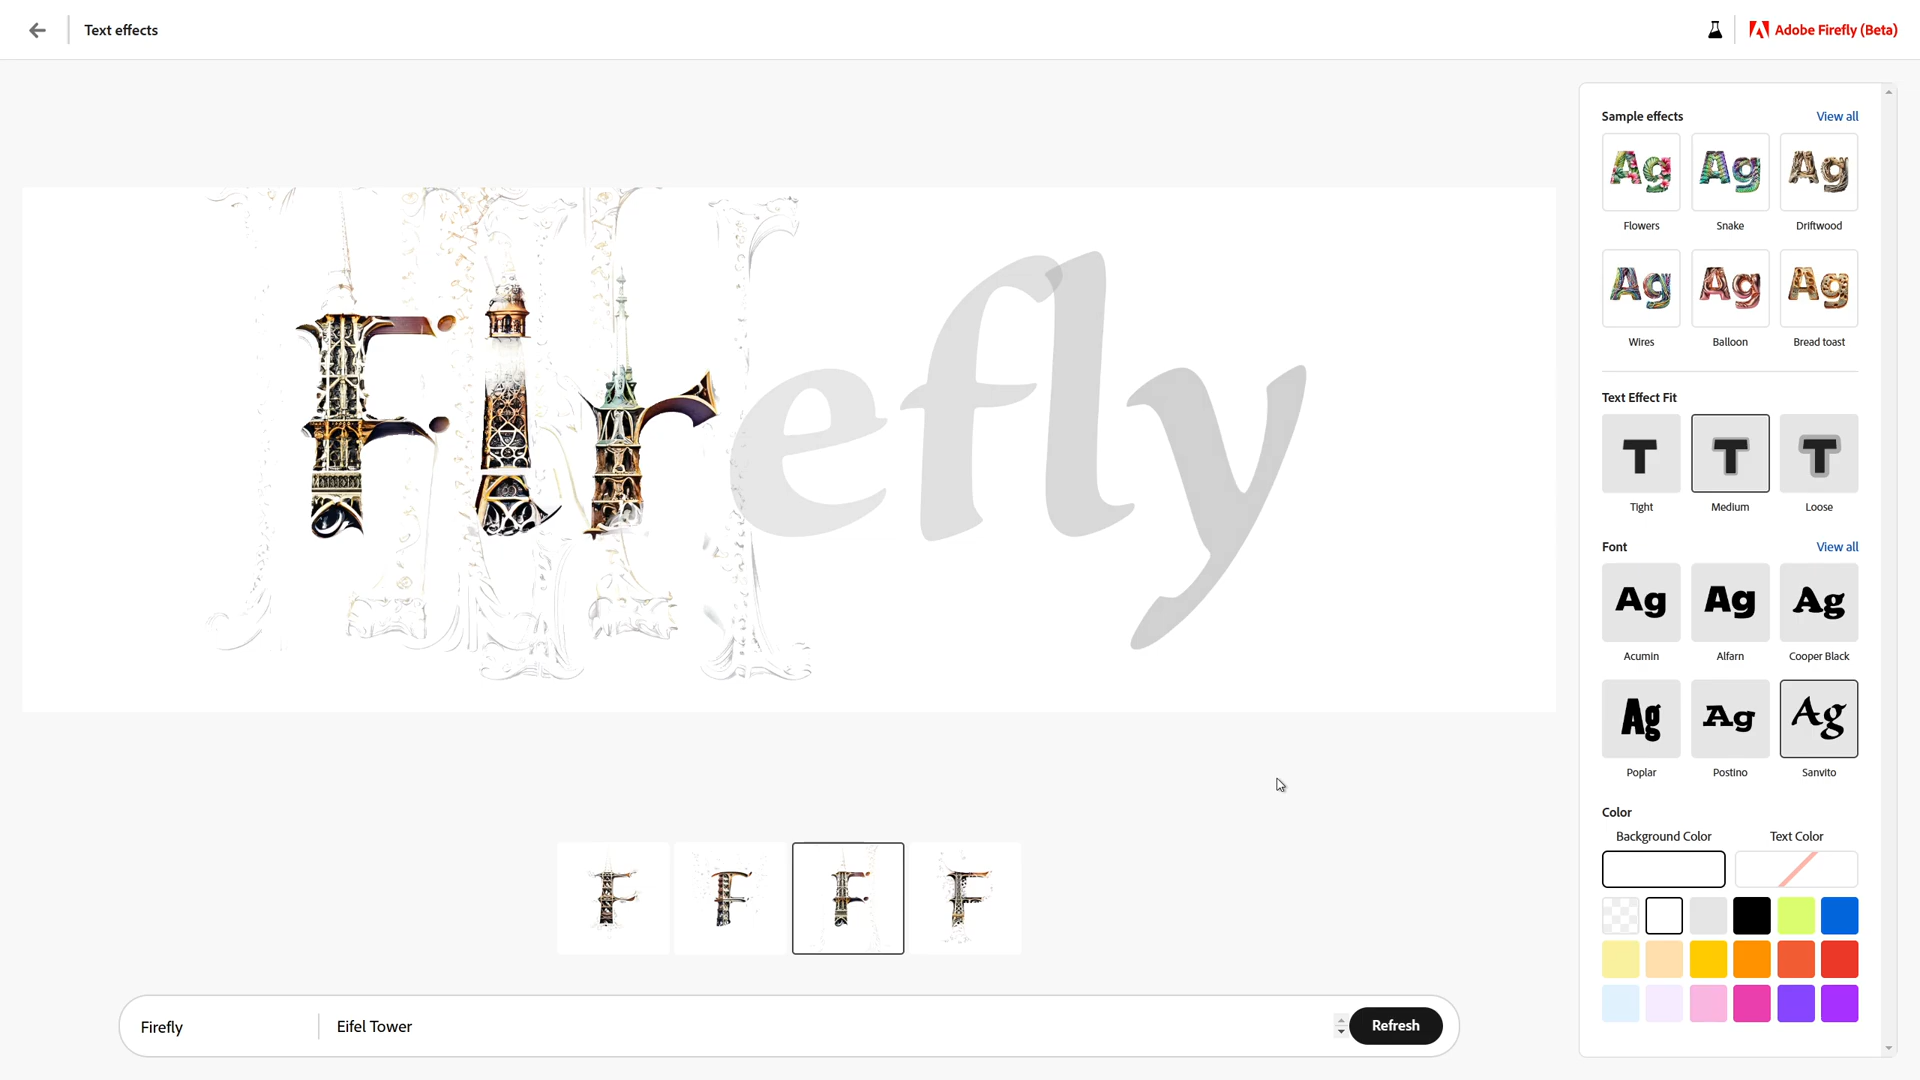 Text effects
Adobe Firefly (Beta)
Firefly
Sample effects
View all
Ag
Ag
Ag
Flowers
Snake
Driftwood
Ag
Ag
Ag
Wires
Balloon
Bread toast
Text Effect Fit
T
T
T
Tight
Medium
Loose
Font
View all
Ag
Ag
Ag
Acumin
Alfarn
Cooper Black
Ag
Ag
Ag
Poplar
Postino
Sanvito
Color
Background Color
Text Color
F
F
F
F
Firefly
Eifel Tower
Refresh